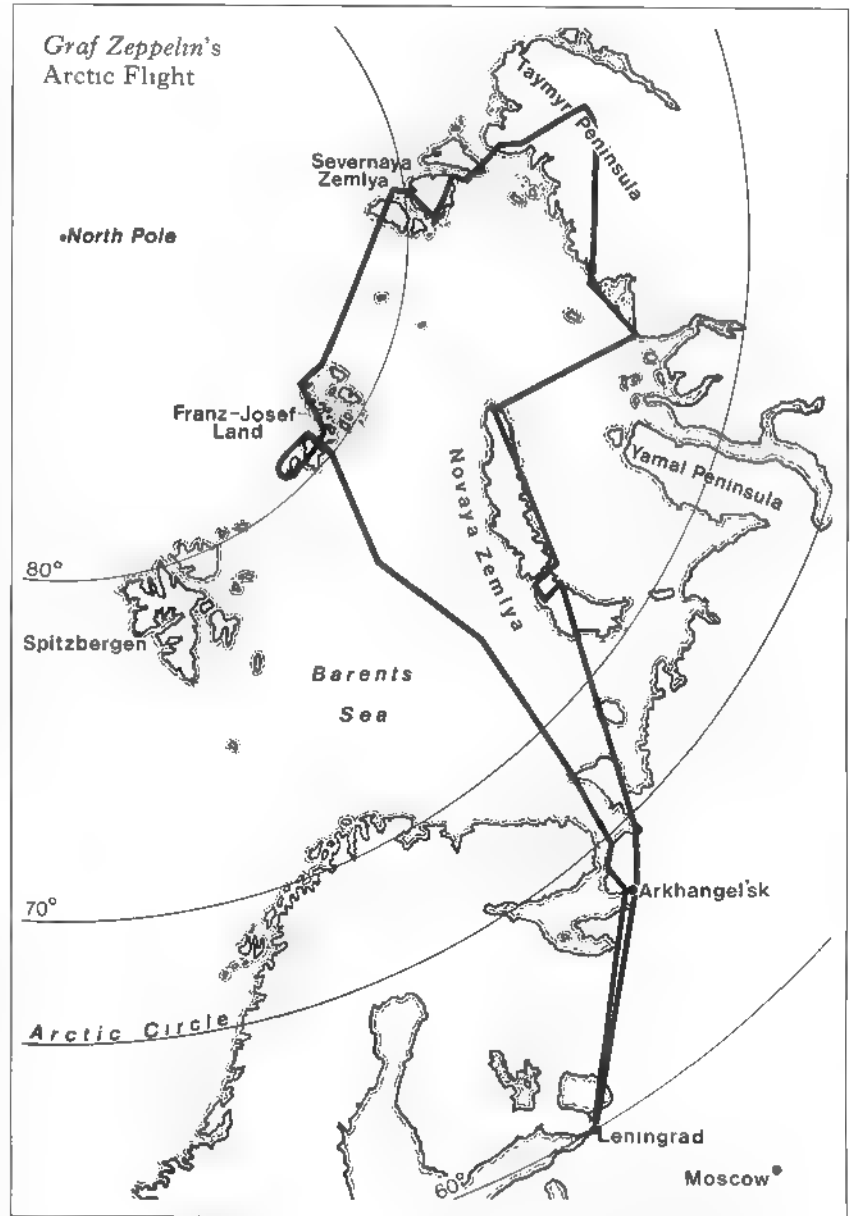 Graf Zeppelin's
Arctic Flight
Taymyr Peninsula
Severnaya
Zemlya
North Pole
Franz-Josef
Land
Yamal Peninsula
Novaya Zemlya
80°
Spitzbergen
Barents
Sea
Arkhangel'sk
70°
Arctic Circle
Leningrad
Moscow
60°